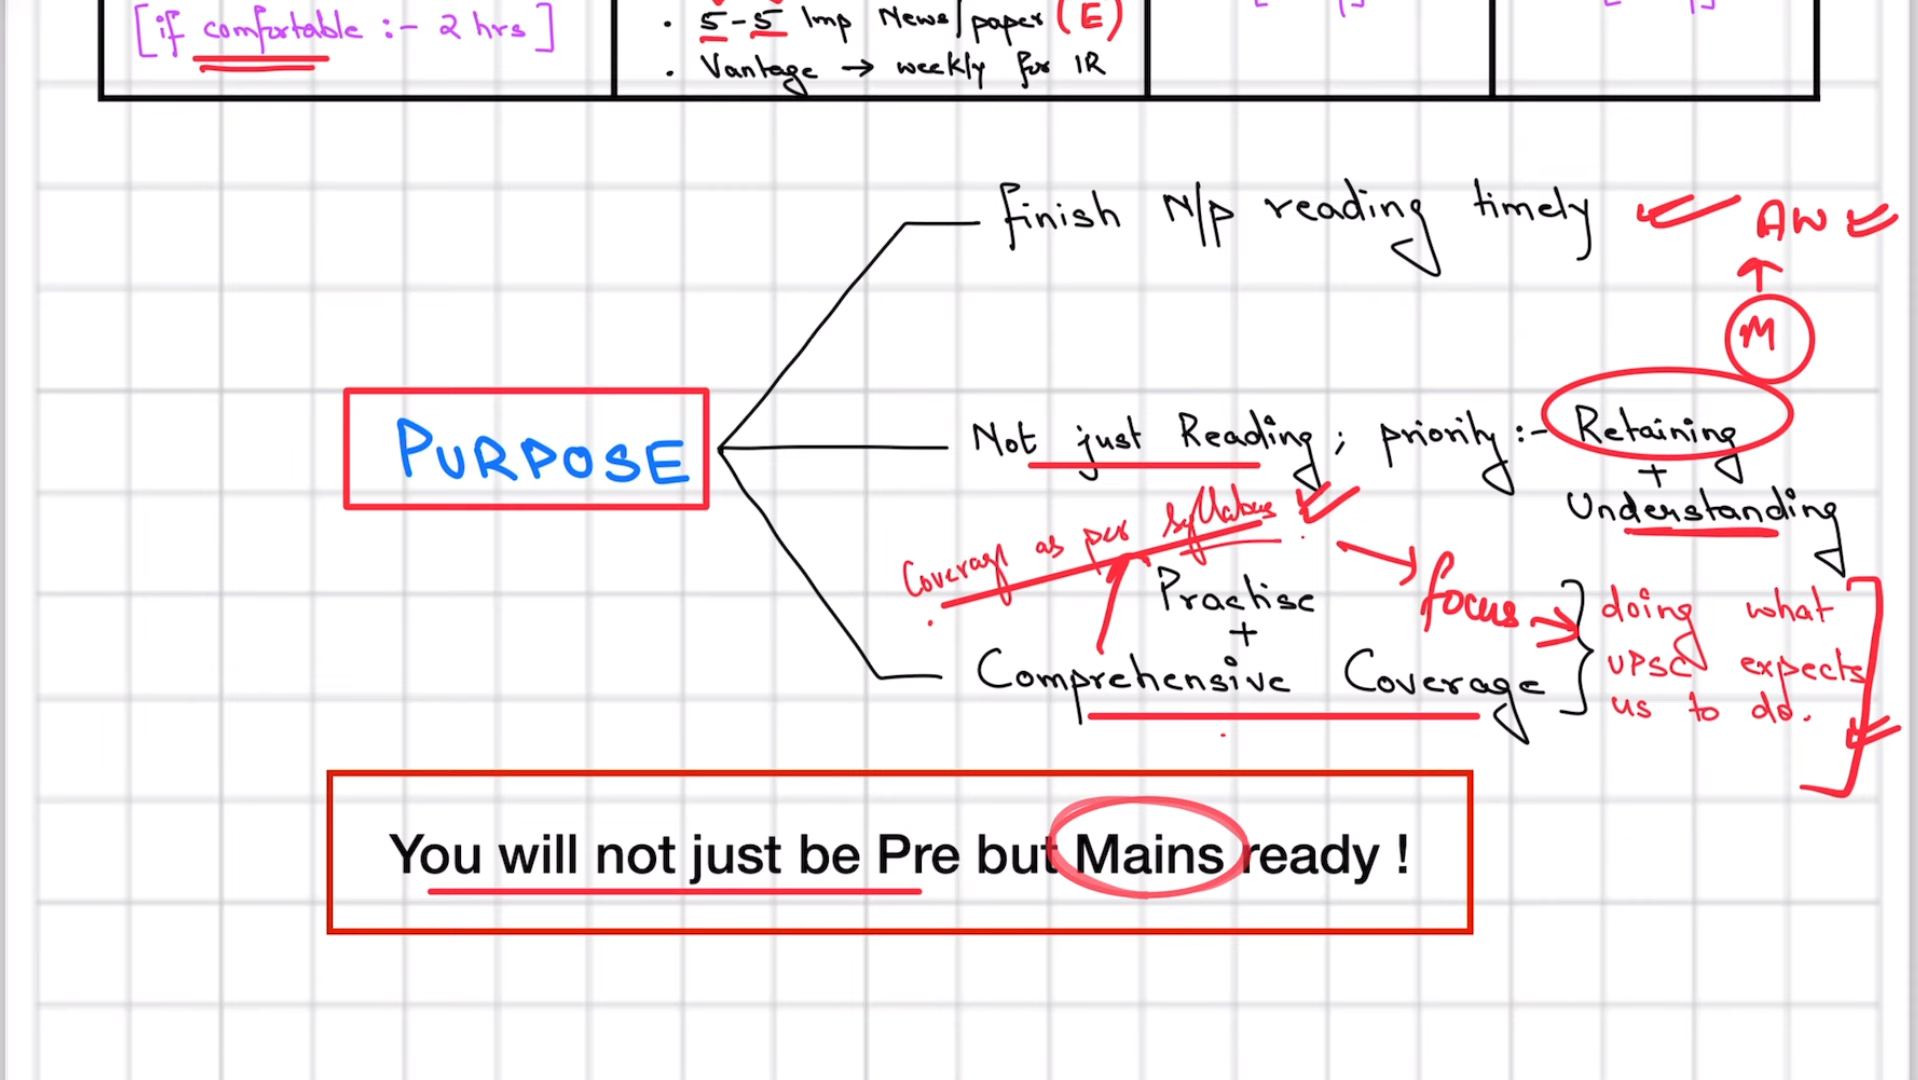 [if comfortable :- 2 hrs]
. 5-5 Imp News/paper (E)
. Vantage → weekly for IR
Finish N/p reading timely
AW
M
PURPOSE
Not just Reading; priority :- Retaining
+
Understanding
Coverage as per syllabus
Practise
+
Comprehensive Coverage
focus
doing what
UPSC expects
us to do.
You will not just be Pre but Mains ready !